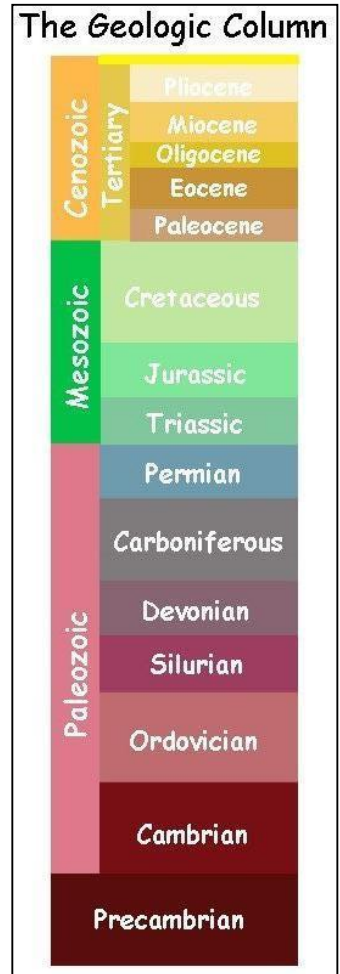 The Geologic Column
Cenozoic
Tertiary
Pliocene
Miocene
Oligocene
Eocene
Paleocene
Mesozoic
Cretaceous
Jurassic
Triassic
Paleozoic
Permian
Carboniferous
Devonian
Silurian
Ordovician
Cambrian
Precambrian